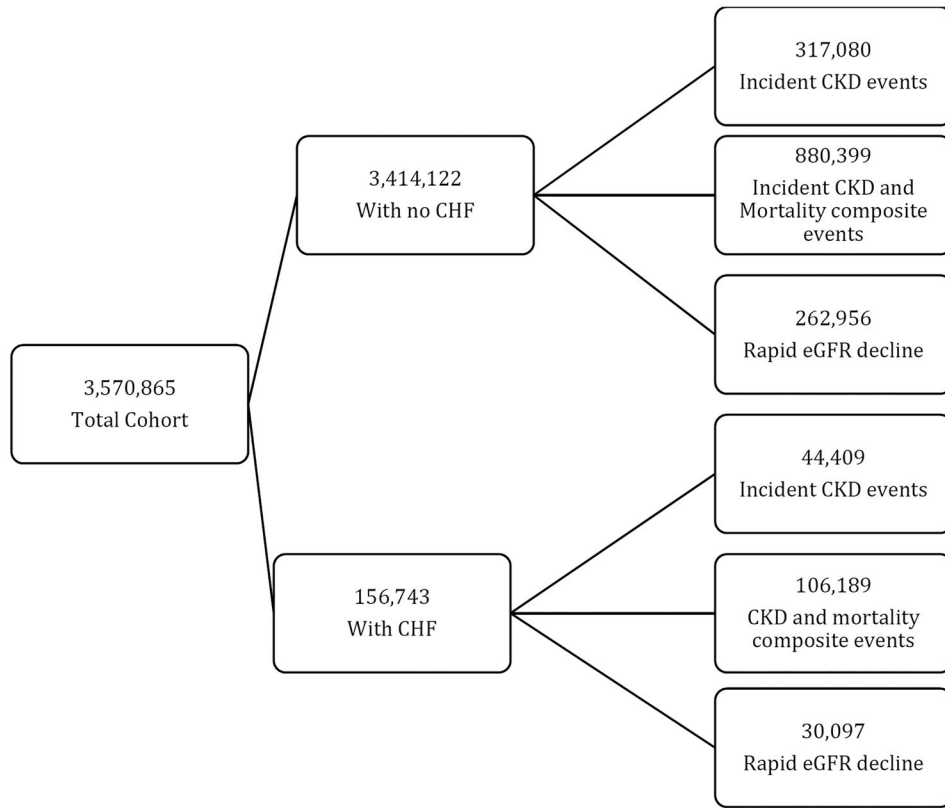 3,570,865
Total Cohort
3,414,122
With no CHF
317,080
Incident CKD events
880,399
Incident CKD and
Mortality composite
events
262,956
Rapid eGFR decline
156,743
With CHF
44,409
Incident CKD events
106,189
CKD and mortality
composite events
30,097
Rapid eGFR decline